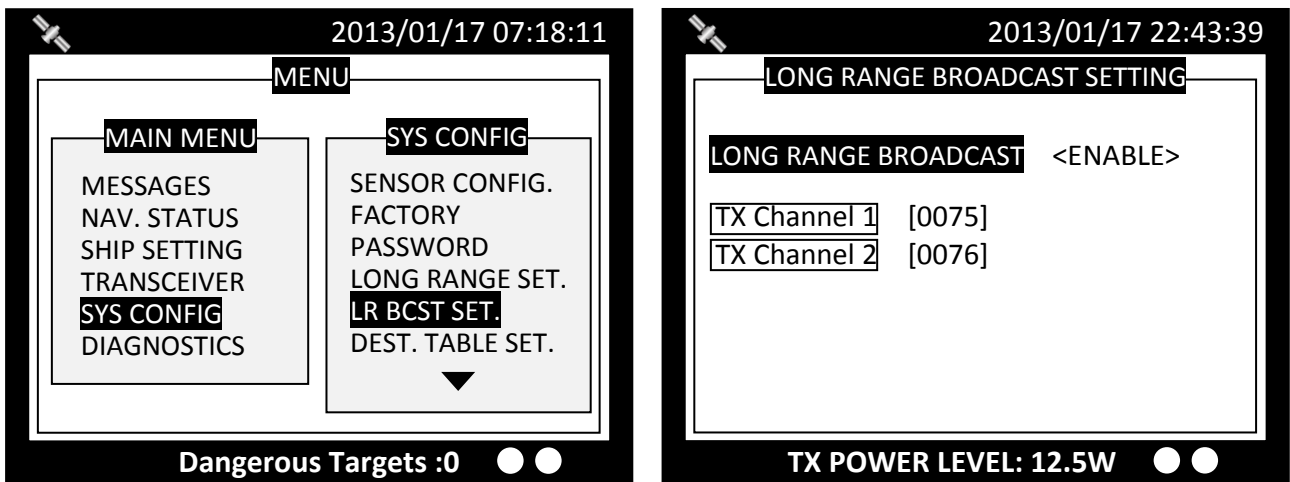 2013/01/17 07:18:11
MENU
MAIN MENU
MESSAGES
NAV. STATUS
SHIP SETTING
TRANSCEIVER
SYS CONFIG
DIAGNOSTICS
SYS CONFIG
SENSOR CONFIG.
FACTORY
PASSWORD
LONG RANGE SET.
LR BCST SET.
DEST. TABLE SET.
Dangerous Targets :0
2013/01/17 22:43:39
LONG RANGE BROADCAST SETTING
LONG RANGE BROADCAST <ENABLE>
TX Channel 1 [0075]
TX Channel 2 [0076]
TX POWER LEVEL: 12.5W